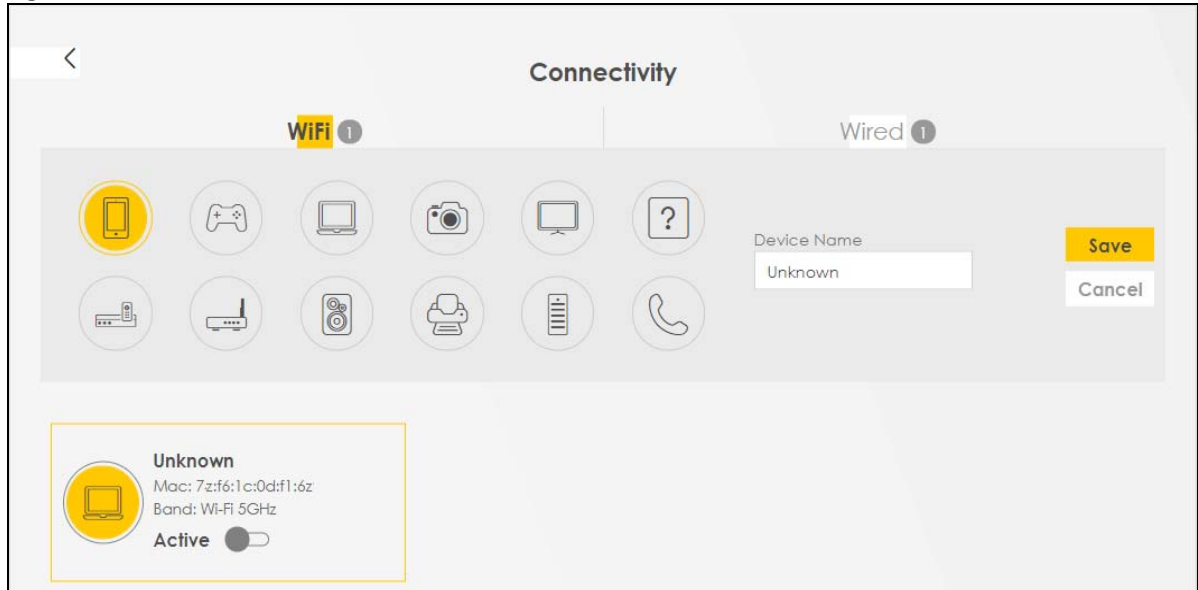 Connectivity
WiFi 1
Wired 1
?
Device Name
Unknown
Save
Cancel
Unknown
Mac: 7z:f6:1c:0d:f1:6z
Band: Wi-Fi 5GHz
Active